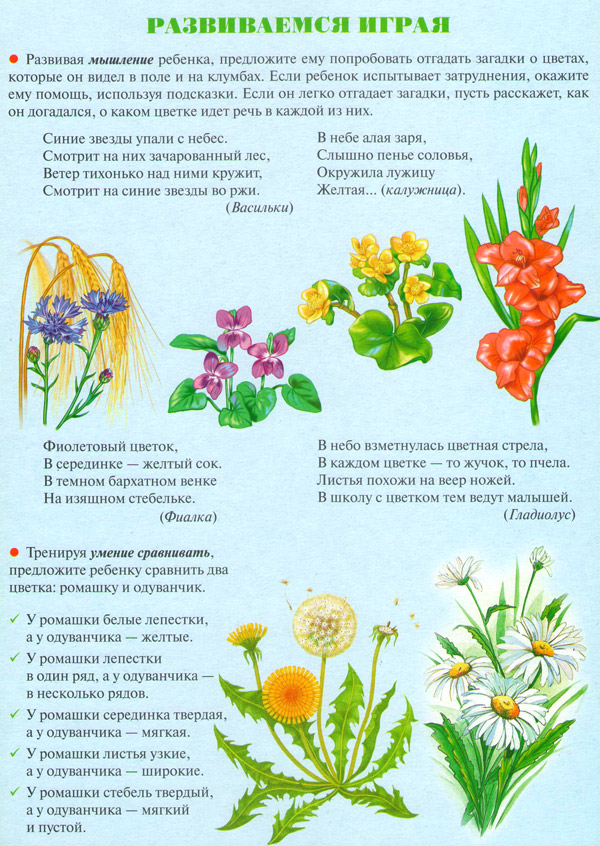 РАЗВИВАЕМСЯ ИГРАЯ
• Развивая мышление ребенка, предложите ему попробовать отгадать загадки о цветах,
которые он видел в поле и на клумбах. Если ребенок испытывает затруднения, окажите
ему помощь, используя подсказки. Если он легко отгадает загадки, пусть расскажет, как
он догадался, о каком цветке идет речь в каждой из них.
Синие звезды упали с небес.
Смотрит на них зачарованный лес,
Ветер тихонько над ними кружит,
Смотрит на синие звезды во ржи.
(Васильки)
В небе алая заря,
Слышно пенье соловья,
Окружила лужицу
Желтая... (калужница).
Фиолетовый цветок,
В серединке — желтый сок.
В темном бархатном венке
На изящном стебельке.
(Фиалка)
В небо взметнулась цветная стрела,
В каждом цветке — то жучок, то пчела.
Листья похожи на веер ножей.
В школу с цветком тем ведут малышей.
(Гладиолус)
• Тренируя умение сравнивать,
предложите ребенку сравнить два
цветка: ромашку и одуванчик.
✓ У ромашки белые лепестки,
а у одуванчика — желтые.
✓ У ромашки лепестки
в один ряд, а у одуванчика —
в несколько рядов.
✓ У ромашки серединка твердая,
а у одуванчика — мягкая.
✓ У ромашки листья узкие,
а у одуванчика — широкие.
✓ У ромашки стебель твердый,
а у одуванчика — мягкий
и пустой.